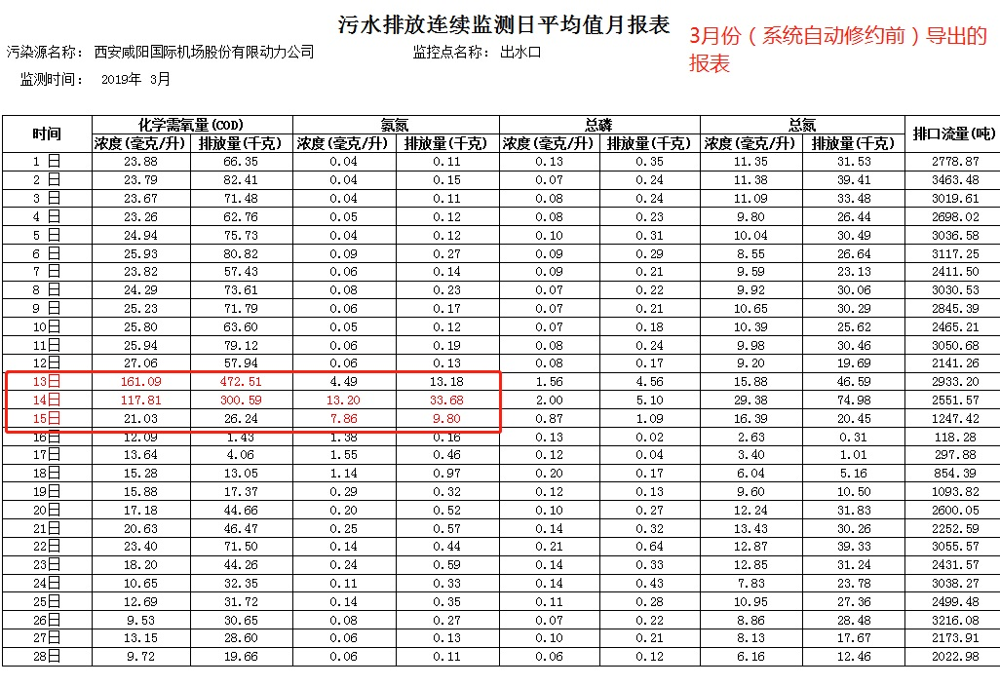 污水排放连续监测日平均值月报表
3月份（系统自动修约前）导出的
报表
污染源名称： 西安咸阳国际机场股份有限动力公司 监控点名称： 出水口
监测时间： 2019年 3月
时间 化学需氧量(COD) 氨氮 总磷 总氮 排口流量(吨)
浓度(毫克/升) 排放量(千克) 浓度(毫克/升) 排放量(千克) 浓度(毫克/升) 排放量(千克) 浓度(毫克/升) 排放量(千克)
1 日 23.88 66.35 0.04 0.11 0.13 0.35 11.35 31.53 2778.87
2 日 23.79 82.41 0.04 0.15 0.07 0.24 11.38 39.41 3463.48
3 日 23.67 71.48 0.04 0.11 0.08 0.24 11.09 33.48 3019.61
4 日 23.26 62.76 0.05 0.12 0.08 0.23 9.80 26.44 2698.02
5 日 24.94 75.73 0.04 0.12 0.10 0.31 10.04 30.49 3036.58
6 日 25.93 80.82 0.09 0.27 0.09 0.29 8.55 26.64 3117.25
7 日 23.82 57.43 0.06 0.14 0.09 0.21 9.59 23.13 2411.50
8 日 24.29 73.61 0.08 0.23 0.07 0.22 9.92 30.06 3030.53
9 日 25.23 71.79 0.06 0.17 0.07 0.21 10.65 30.29 2845.39
10日 25.80 63.60 0.05 0.12 0.07 0.18 10.39 25.62 2465.21
11日 25.94 79.12 0.06 0.19 0.08 0.24 9.98 30.46 3050.68
12日 27.06 57.94 0.06 0.13 0.08 0.17 9.20 19.69 2141.26
13日 161.09 472.51 4.49 13.18 1.56 4.56 15.88 46.59 2933.20
14日 117.81 300.59 13.20 33.68 2.00 5.10 29.38 74.98 2551.57
15日 21.03 26.24 7.86 9.80 0.87 1.09 16.39 20.45 1247.42
16日 12.09 1.43 1.38 0.16 0.13 0.02 2.63 0.31 118.28
17日 13.64 4.06 1.55 0.46 0.12 0.04 3.40 1.01 297.88
18日 15.28 13.05 1.14 0.97 0.20 0.17 6.04 5.16 854.39
19日 15.88 17.37 0.29 0.32 0.12 0.13 9.60 10.50 1093.82
20日 17.18 44.66 0.20 0.52 0.10 0.27 12.24 31.83 2600.05
21日 20.63 46.47 0.25 0.57 0.14 0.32 13.43 30.26 2252.59
22日 23.40 71.50 0.14 0.44 0.21 0.64 12.87 39.33 3055.57
23日 18.20 44.26 0.24 0.59 0.14 0.33 12.85 31.24 2431.57
24日 10.65 32.35 0.11 0.33 0.14 0.43 7.83 23.78 3038.27
25日 12.69 31.72 0.14 0.35 0.11 0.28 10.95 27.36 2499.48
26日 9.53 30.65 0.08 0.27 0.07 0.22 8.86 28.48 3216.08
27日 13.15 28.60 0.06 0.13 0.10 0.21 8.13 17.67 2173.91
28日 9.72 19.66 0.06 0.11 0.06 0.12 6.16 12.46 2022.98